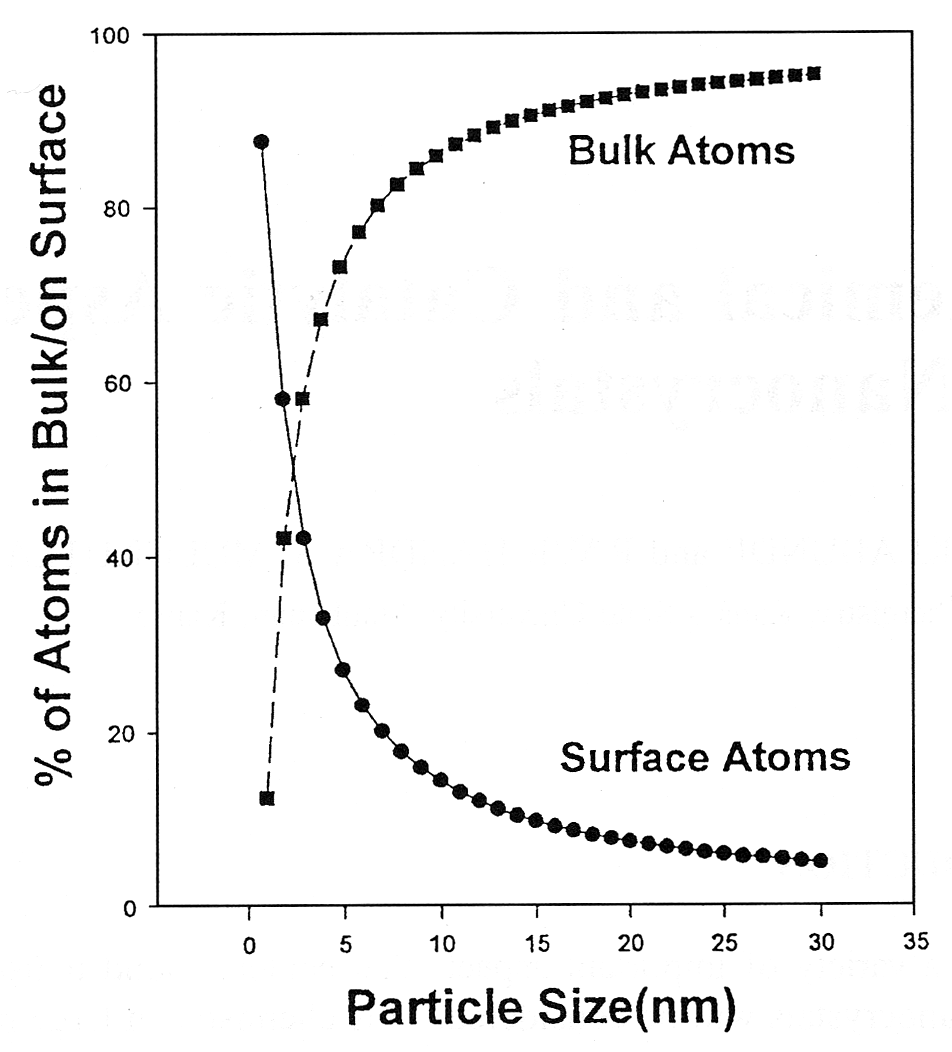 % of Atoms in Bulk/on Surface
100
80
60
40
20
0
Bulk Atoms
Surface Atoms
0 5 10 15 20 25 30 35
Particle Size(nm)